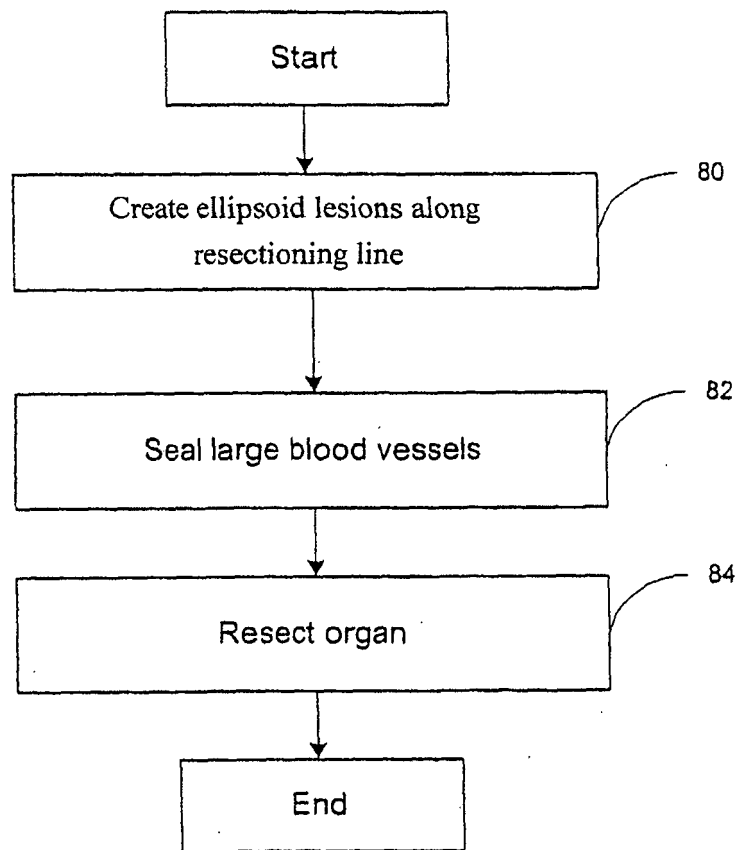 Start
80
Create ellipsoid lesions along
resectioning line
82
Seal large blood vessels
84
Resect organ
End